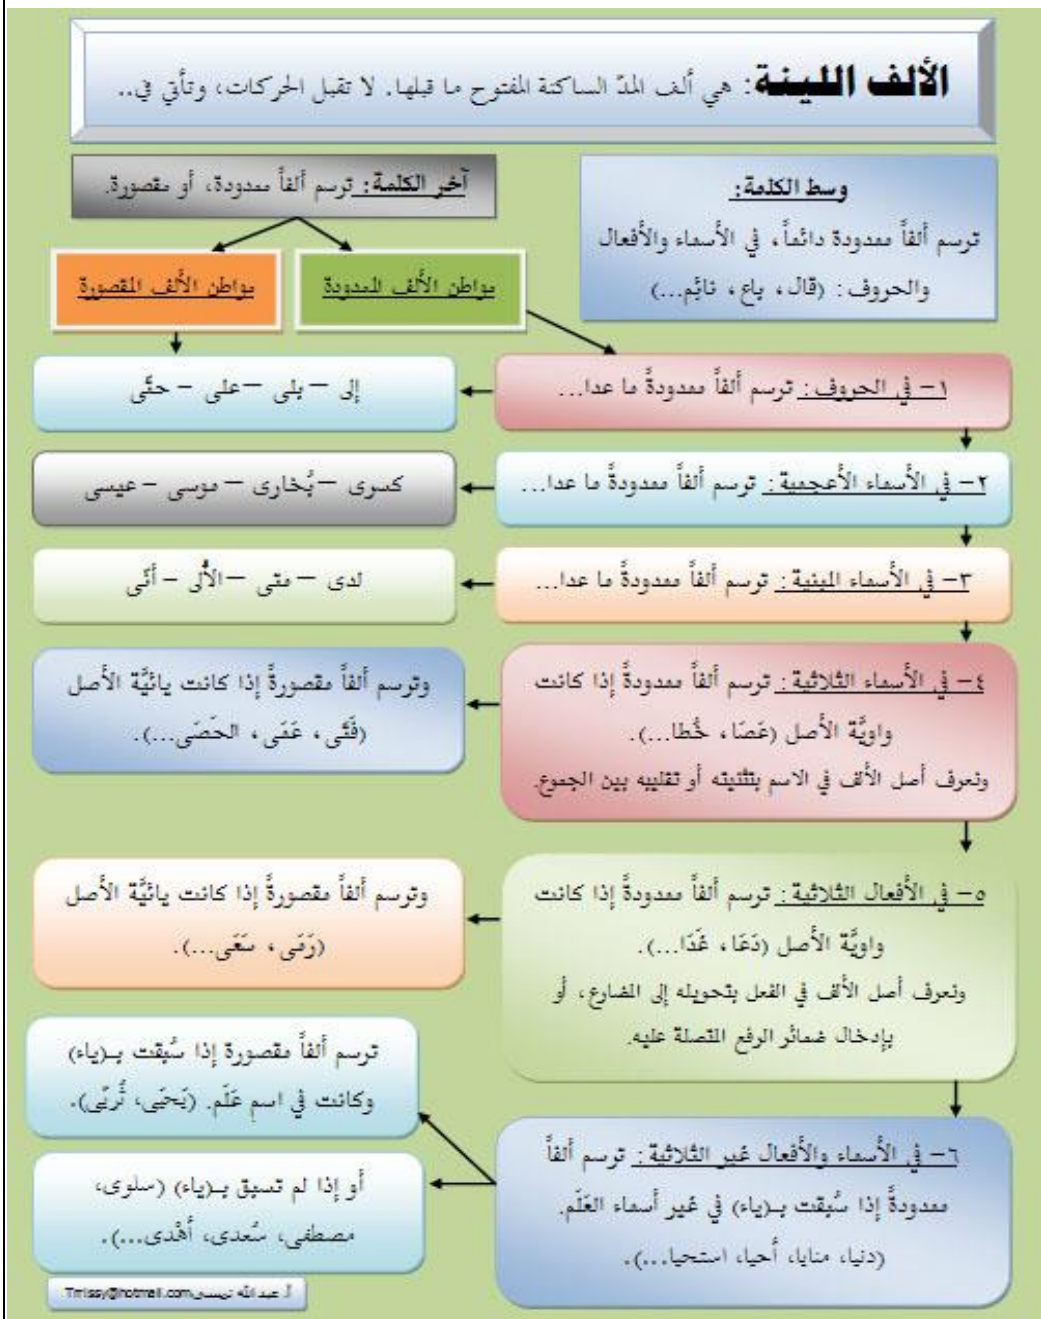 الألف اللينة: هي ألف المدّ الساكنة المفتوح ما قبلها. لا تقبل الحركات، وتأتي في..
وسط الكلمة:
ترسم ألفاً ممدودة دائماً، في الأسماء والأفعال
والحروف: (قال، باع، نائم...)
آخر الكلمة: ترسم ألفاً ممدودة، أو مقصورة.
مواطن الألف الممدودة
مواطن الألف المقصورة
١- في الحروف: ترسم ألفاً ممدودةً ما عدا...
إلى – بلى – على – حتَّى
٢- في الأسماء الأعجمية: ترسم ألفاً ممدودةً ما عدا...
كسرى – بُخارى – موسى – عيسى
٣- في الأسماء المبنية: ترسم ألفاً ممدودةً ما عدا...
لدى – متى – الأُلى – أنّى
٤- في الأسماء الثلاثية: ترسم ألفاً ممدودةً إذا كانت
واويَّة الأصل (عَصَا، خُطا...).
ونعرف أصل الألف في الاسم بتثنيته أو تقليبه بين الجموع.
وترسم ألفاً مقصورةً إذا كانت يائيَّة الأصل
(فَتَّى، عَمَى، الحَصَى...).
٥- في الأفعال الثلاثية: ترسم ألفاً ممدودةً إذا كانت
واويَّة الأصل (دَعَا، غَدَا...).
ونعرف أصل الألف في الفعل بتحويله إلى المضارع، أو
بإدخال ضمائر الرفع المتصلة عليه.
وترسم ألفاً مقصورةً إذا كانت يائيَّة الأصل
(رَمَى، سَعَى...).
٦- في الأسماء والأفعال غير الثلاثية: ترسم ألفاً
ممدودةً إذا سُبقت بـ(ياء) في غير أسماء العَلَم.
(دنيا، منايا، أحيا، استحيا...).
ترسم ألفاً مقصورة إذا سُبقت بـ(ياء)
وكانت في اسمِ عَلَم. (يَحيَى، ثُريَّى).
أو إذا لم تسبق بـ(ياء) (سلوى،
مصطفى، سُعدى، أهْدى...).
أ. عبد الله تريسي Trrissy@hotmail.com